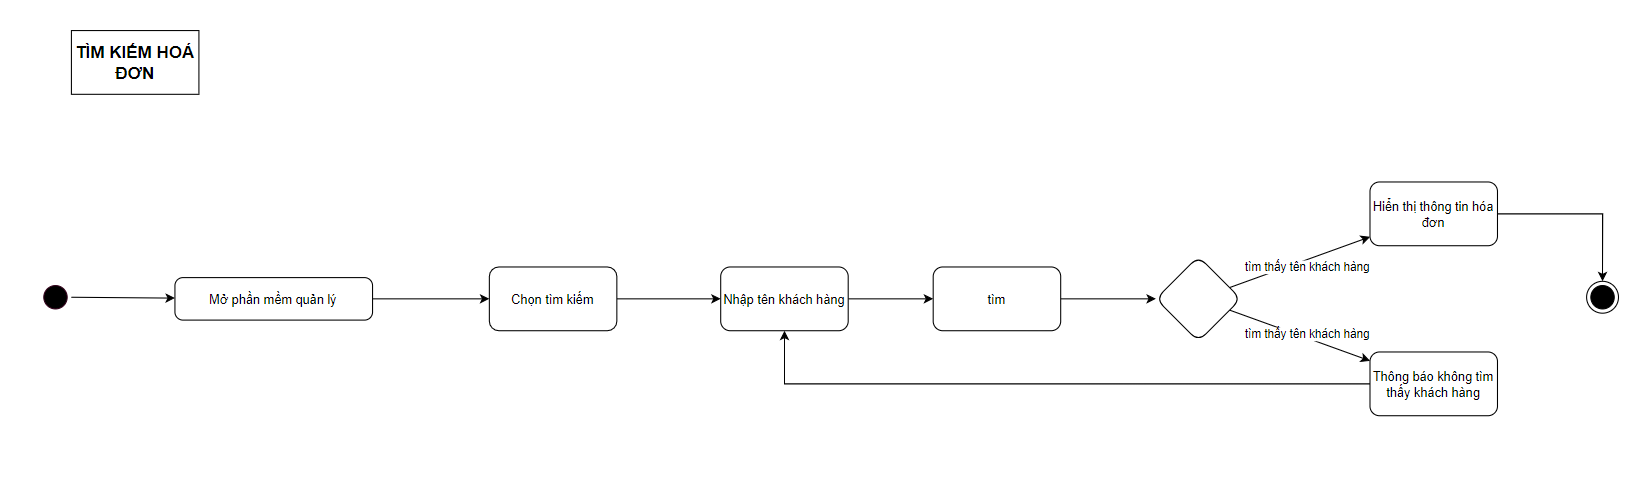 TÌM KIẾM HOÁ
ĐƠN
Mở phần mềm quản lý
Chọn tìm kiếm
Nhập tên khách hàng
tìm
tìm thấy tên khách hàng
Hiển thị thông tin hóa
đơn
tìm thấy tên khách hàng
Thông báo không tìm
thấy khách hàng